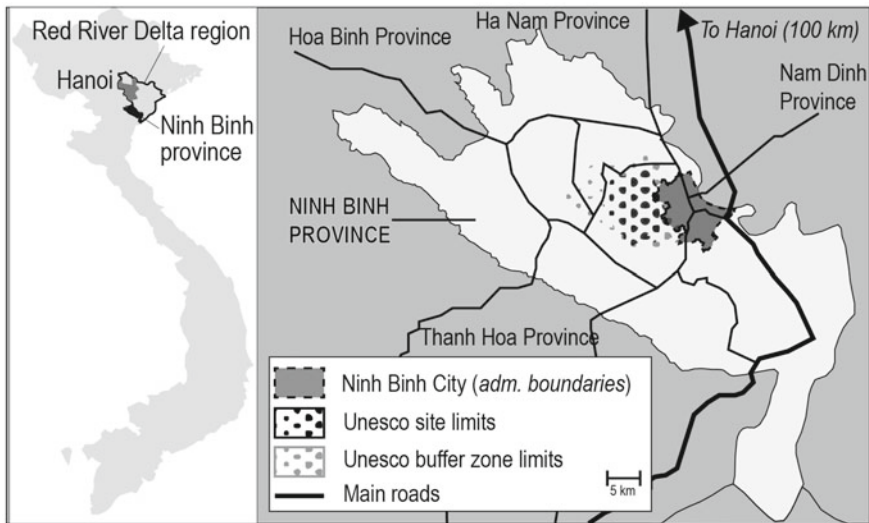 Red River Delta region
Hanoi
Ninh Binh
province
Hoa Binh Province
Ha Nam Province
To Hanoi (100 km)
Nam Dinh
Province
NINH BINH
PROVINCE
Thanh Hoa Province
Ninh Binh City (adm. boundaries)
Unesco site limits
Unesco buffer zone limits
Main roads
5 km